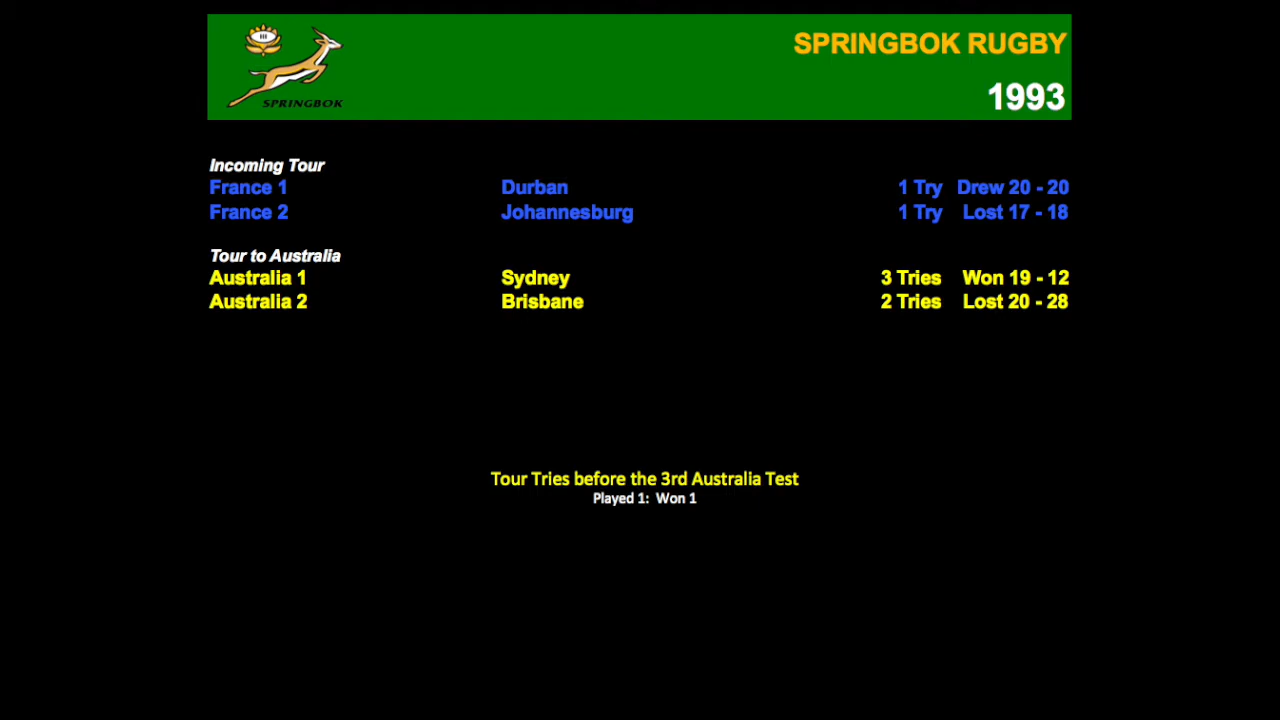 SPRINGBOK RUGBY
1993
SPRINGBOK
Incoming Tour
France 1 Durban 1 Try Drew 20 - 20
France 2 Johannesburg 1 Try Lost 17 - 18
Tour to Australia
Australia 1 Sydney 3 Tries Won 19 - 12
Australia 2 Brisbane 2 Tries Lost 20 - 28
Tour Tries before the 3rd Australia Test
Played 1: Won 1